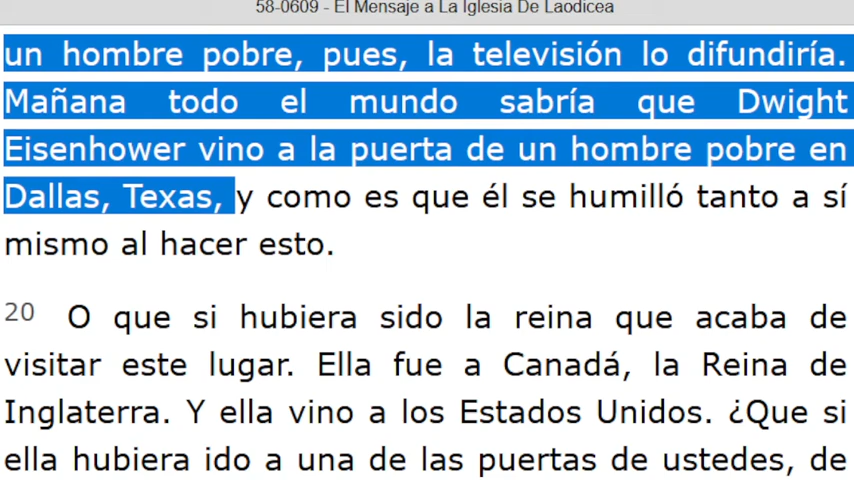 58-0609 - El Mensaje a La Iglesia De Laodicea
un hombre pobre, pues, la televisión lo difundiría.
Mañana todo el mundo sabría que Dwight
Eisenhower vino a la puerta de un hombre pobre en
Dallas, Texas, y como es que él se humilló tanto a sí
mismo al hacer esto.
20 O que si hubiera sido la reina que acaba de
visitar este lugar. Ella fue a Canadá, la Reina de
Inglaterra. Y ella vino a los Estados Unidos. ¿Que si
ella hubiera ido a una de las puertas de ustedes, de